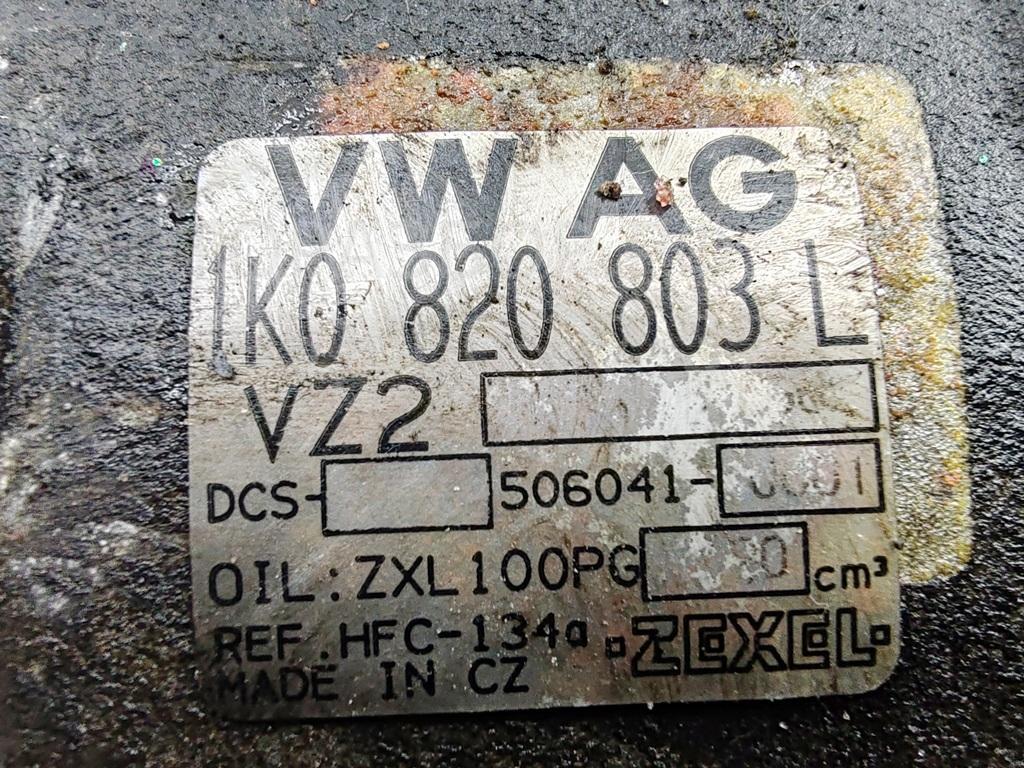 VW AG
1K0 820 803 L
VZ2
DCS- 506041-
OIL: ZXL100PG cm³
REF. HFC-134a ZEXEL
MADE IN CZ